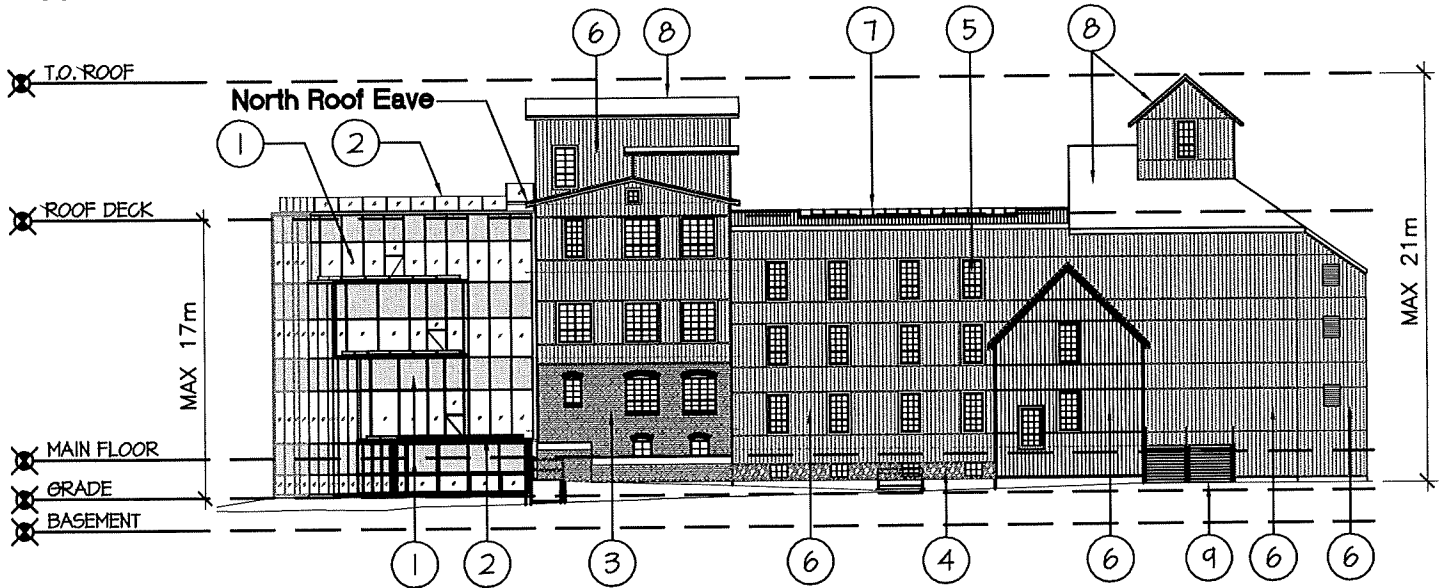 6 8 7 5 8
T.O. ROOF
North Roof Eave
1 2
ROOF DECK
MAX 17m
MAX 21m
MAIN FLOOR
GRADE
BASEMENT
1 2 3 6 4 6 9 6 6